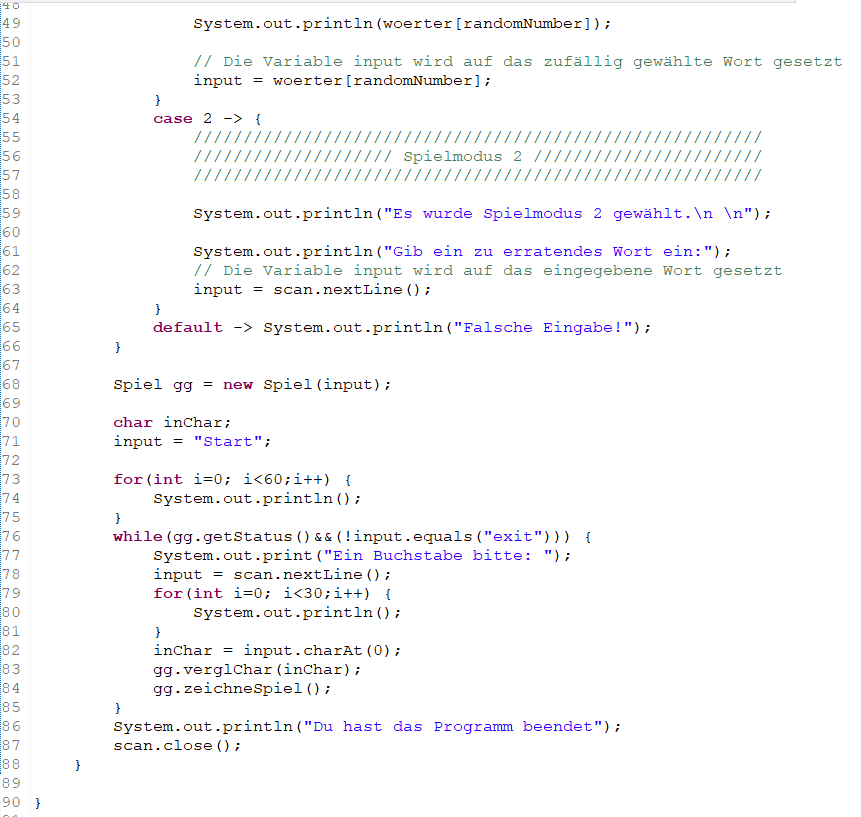 48
49 System.out.println(woerter[randomNumber]);
50
51 // Die Variable input wird auf das zufällig gewählte Wort gesetzt
52 input = woerter[randomNumber];
53 }
54 case 2 -> {
55 /////////////////////////////////////////////////////////
56 //////////////////// Spielmodus 2 ///////////////////////
57 /////////////////////////////////////////////////////////
58
59 System.out.println("Es wurde Spielmodus 2 gewählt.\n \n");
60
61 System.out.println("Gib ein zu erratendes Wort ein:");
62 // Die Variable input wird auf das eingegebene Wort gesetzt
63 input = scan.nextLine();
64 }
65 default -> System.out.println("Falsche Eingabe!");
66 }
67
68 Spiel gg = new Spiel(input);
69
70 char inChar;
71 input = "Start";
72
73 for(int i=0; i<60;i++) {
74 System.out.println();
75 }
76 while(gg.getStatus()&&(!input.equals("exit"))) {
77 System.out.print("Ein Buchstabe bitte: ");
78 input = scan.nextLine();
79 for(int i=0; i<30;i++) {
80 System.out.println();
81 }
82 inChar = input.charAt(0);
83 gg.verglChar(inChar);
84 gg.zeichneSpiel();
85 }
86 System.out.println("Du hast das Programm beendet");
87 scan.close();
88 }
89
90 }